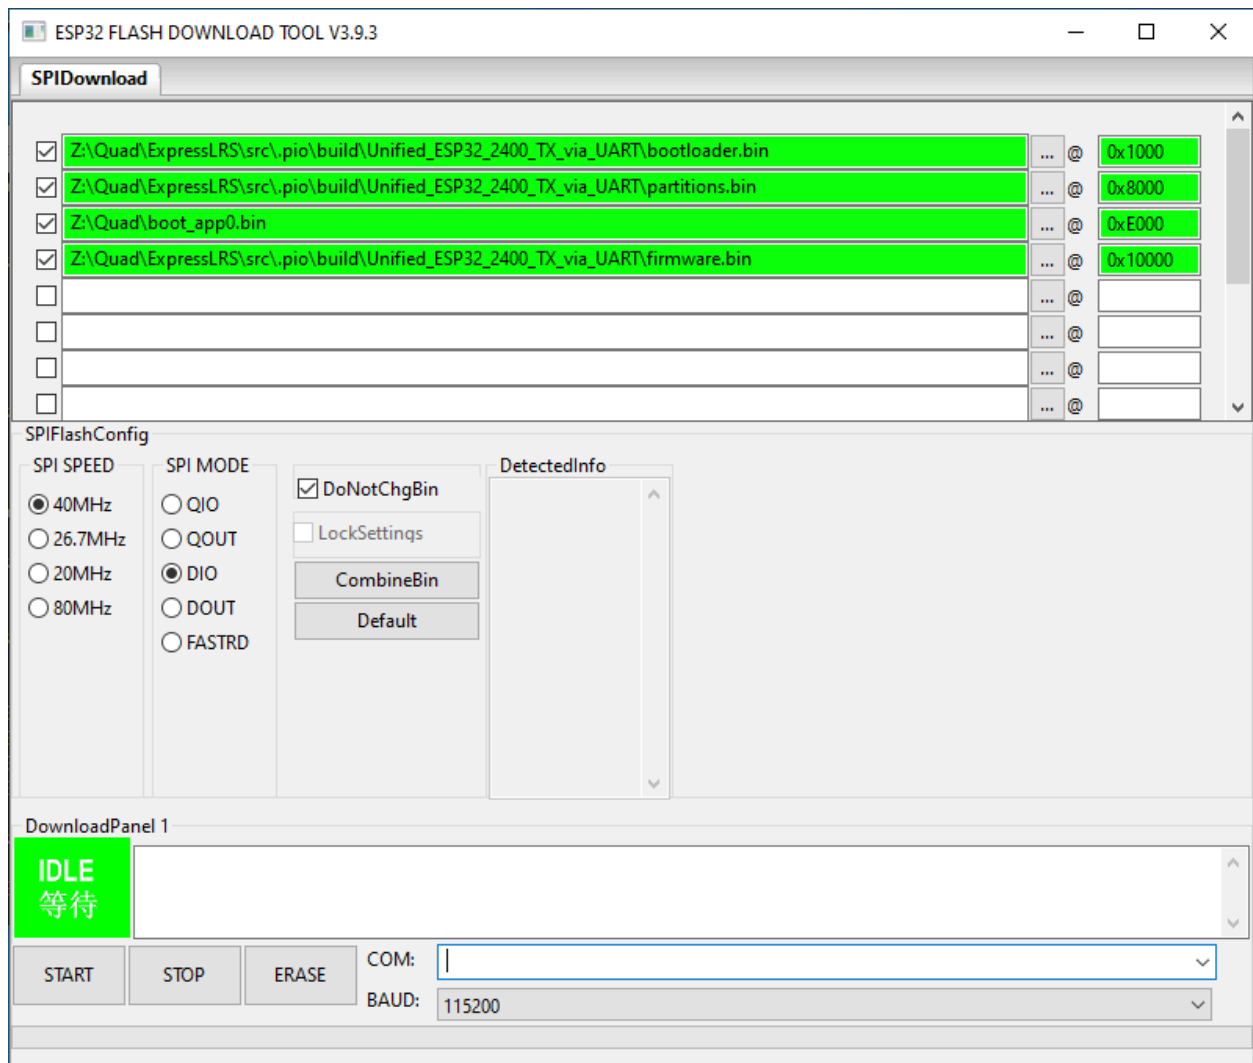 ESP32 FLASH DOWNLOAD TOOL V3.9.3
SPIDownload
Z:\Quad\ExpressLRS\src\.pio\build\Unified_ESP32_2400_TX_via_UART\bootloader.bin ... @ 0x1000
Z:\Quad\ExpressLRS\src\.pio\build\Unified_ESP32_2400_TX_via_UART\partitions.bin ... @ 0x8000
Z:\Quad\boot_app0.bin ... @ 0xE000
Z:\Quad\ExpressLRS\src\.pio\build\Unified_ESP32_2400_TX_via_UART\firmware.bin ... @ 0x10000
... @
... @
... @
... @
SPIFlashConfig
SPI SPEED
40MHz
26.7MHz
20MHz
80MHz
SPI MODE
QIO
QOUT
DIO
DOUT
FASTRD
DoNotChgBin
LockSettings
CombineBin
Default
DetectedInfo
DownloadPanel 1
IDLE
等待
START
STOP
ERASE
COM:
BAUD: 115200